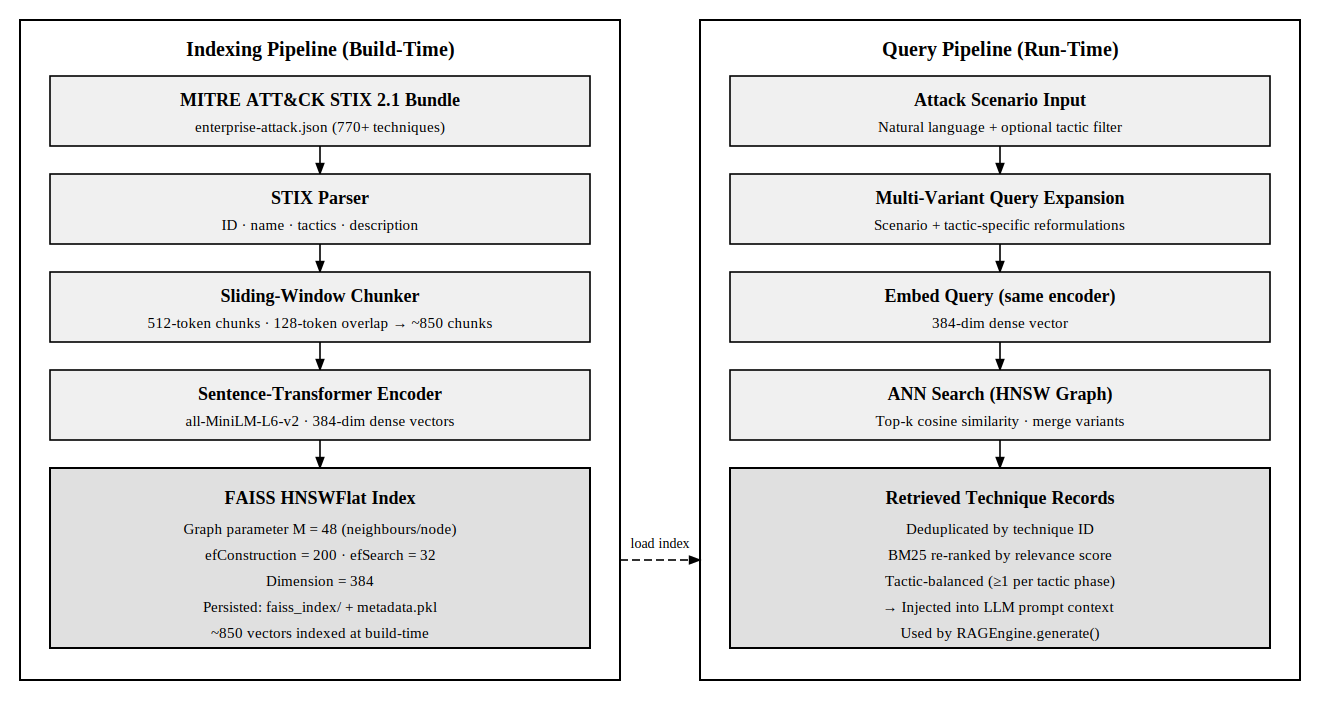 Indexing Pipeline (Build-Time)
MITRE ATT&CK STIX 2.1 Bundle
enterprise-attack.json (770+ techniques)
STIX Parser
ID · name · tactics · description
Sliding-Window Chunker
512-token chunks · 128-token overlap → ~850 chunks
Sentence-Transformer Encoder
all-MiniLM-L6-v2 · 384-dim dense vectors
FAISS HNSWFlat Index
Graph parameter M = 48 (neighbours/node)
efConstruction = 200 · efSearch = 32
Dimension = 384
Persisted: faiss_index/ + metadata.pkl
~850 vectors indexed at build-time
load index
Query Pipeline (Run-Time)
Attack Scenario Input
Natural language + optional tactic filter
Multi-Variant Query Expansion
Scenario + tactic-specific reformulations
Embed Query (same encoder)
384-dim dense vector
ANN Search (HNSW Graph)
Top-k cosine similarity · merge variants
Retrieved Technique Records
Deduplicated by technique ID
BM25 re-ranked by relevance score
Tactic-balanced (≥1 per tactic phase)
→ Injected into LLM prompt context
Used by RAGEngine.generate()